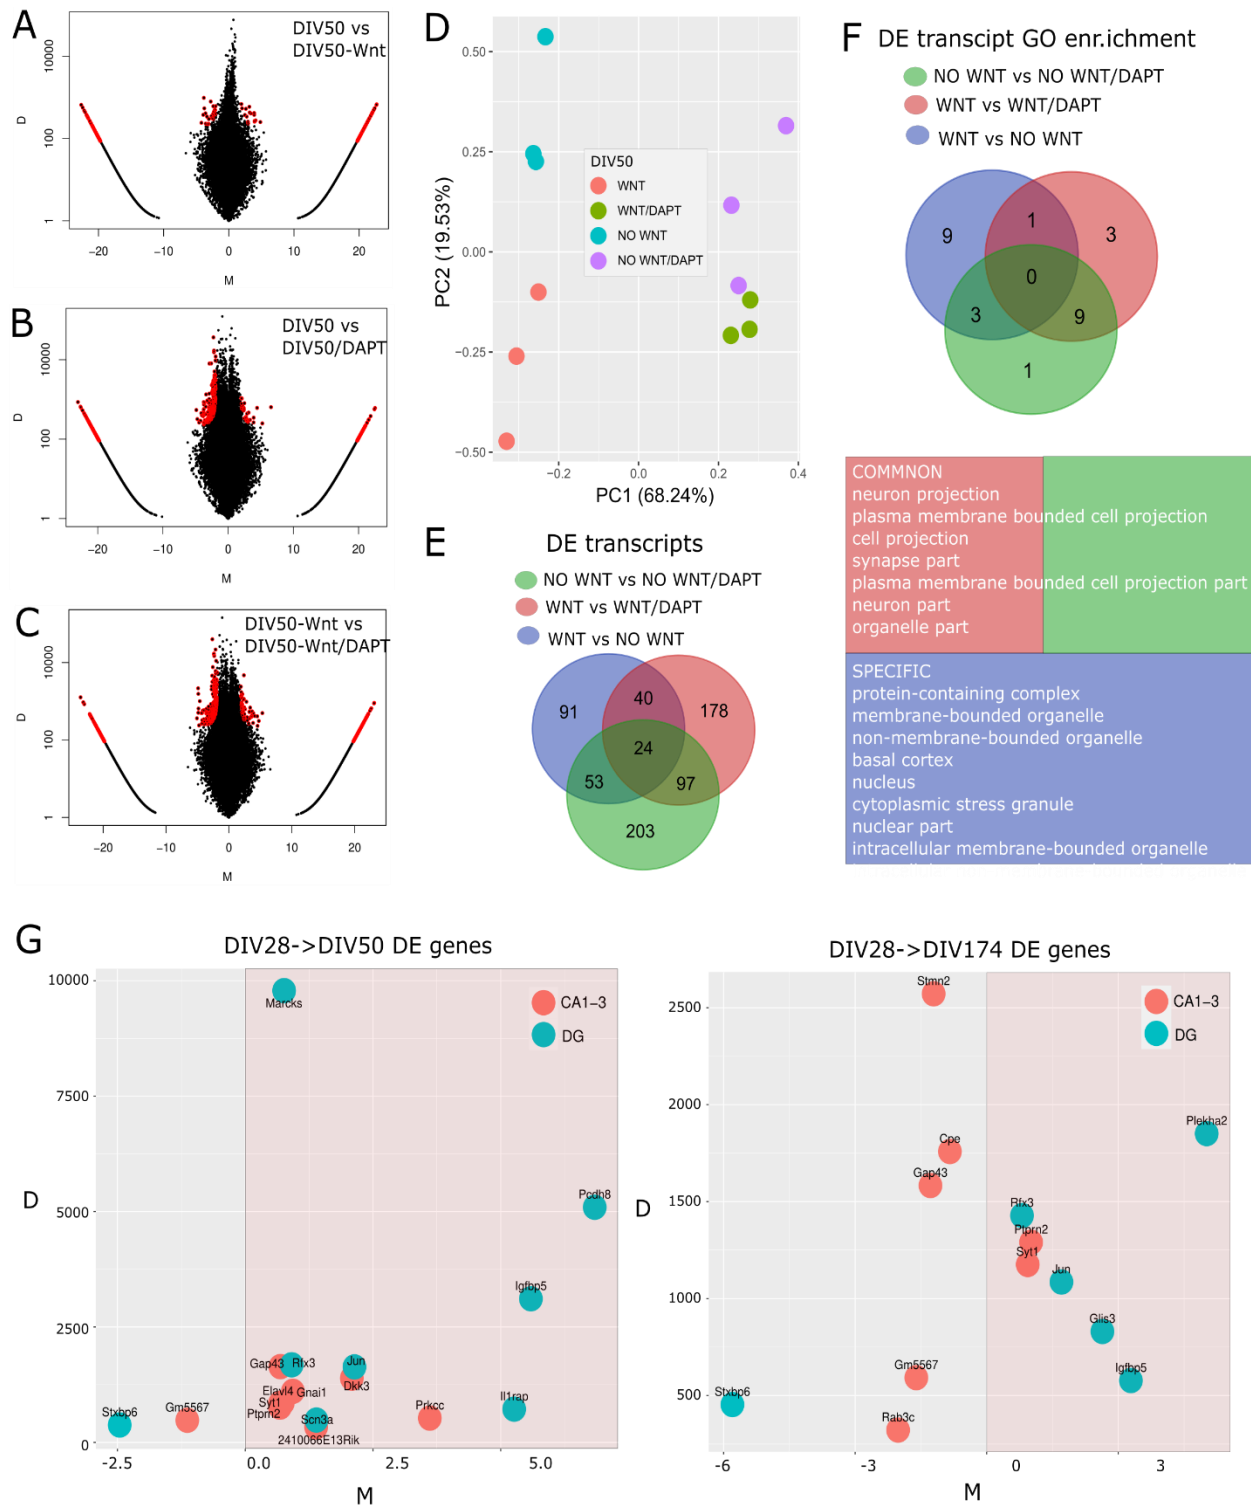 A
DIV50 vs
DIV50-Wnt
D
10000
100
1
−20
−10
0
10
20
M
B
DIV50 vs
DIV50/DAPT
D
10000
100
1
−20
−10
0
10
20
M
C
DIV50-Wnt vs
DIV50-Wnt/DAPT
D
10000
100
1
−20
−10
0
10
20
M
D
PC2 (19.53%)
0.50
0.25
0.00
−0.25
−0.50
DIV50
WNT
WNT/DAPT
NO WNT
NO WNT/DAPT
−0.2
0.0
0.2
0.4
PC1 (68.24%)
E
DE transcripts
NO WNT vs NO WNT/DAPT
WNT vs WNT/DAPT
WNT vs NO WNT
91
40
178
24
53
97
203
F
DE transcipt GO enr.ichment
NO WNT vs NO WNT/DAPT
WNT vs WNT/DAPT
WNT vs NO WNT
9
1
3
0
3
9
1
COMMNON
neuron projection
plasma membrane bounded cell projection
cell projection
synapse part
plasma membrane bounded cell projection part
neuron part
organelle part
SPECIFIC
protein-containing complex
membrane-bounded organelle
non-membrane-bounded organelle
basal cortex
nucleus
cytoplasmic stress granule
nuclear part
intracellular membrane-bounded organelle
G
DIV28->DIV50 DE genes
10000
7500
5000
2500
0
D
CA1−3
DG
Marcks
Pcdh8
Igfbp5
Gap43
Rfx3
Jun
Dkk3
Elavl4
Gnai1
Syt1
Ptprn2
Scn3a
2410066E13Rik
Prkcc
Il1rap
Stxbp6
Gm5567
-2.5
0.0
2.5
5.0
M
DIV28->DIV174 DE genes
2500
2000
1500
1000
500
D
CA1−3
DG
Stmn2
Plekha2
Cpe
Gap43
Rfx3
Ptprn2
Syt1
Jun
Glis3
Gm5567
Igfbp5
Stxbp6
Rab3c
-6
-3
0
3
M